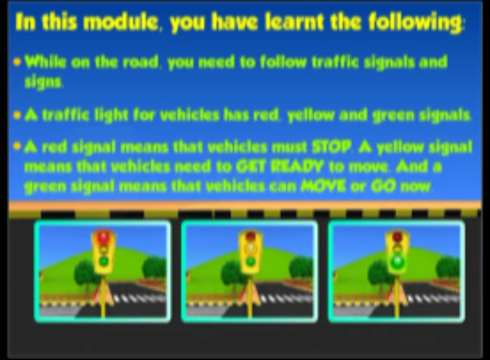 In this module, you have learnt the following:
While on the road, you need to follow traffic signals and
signs.
A traffic light for vehicles has red, yellow and green signals.
A red signal means that vehicles must STOP. A yellow signal
means that vehicles need to GET READY to move. And a
green signal means that vehicles can MOVE or GO now.